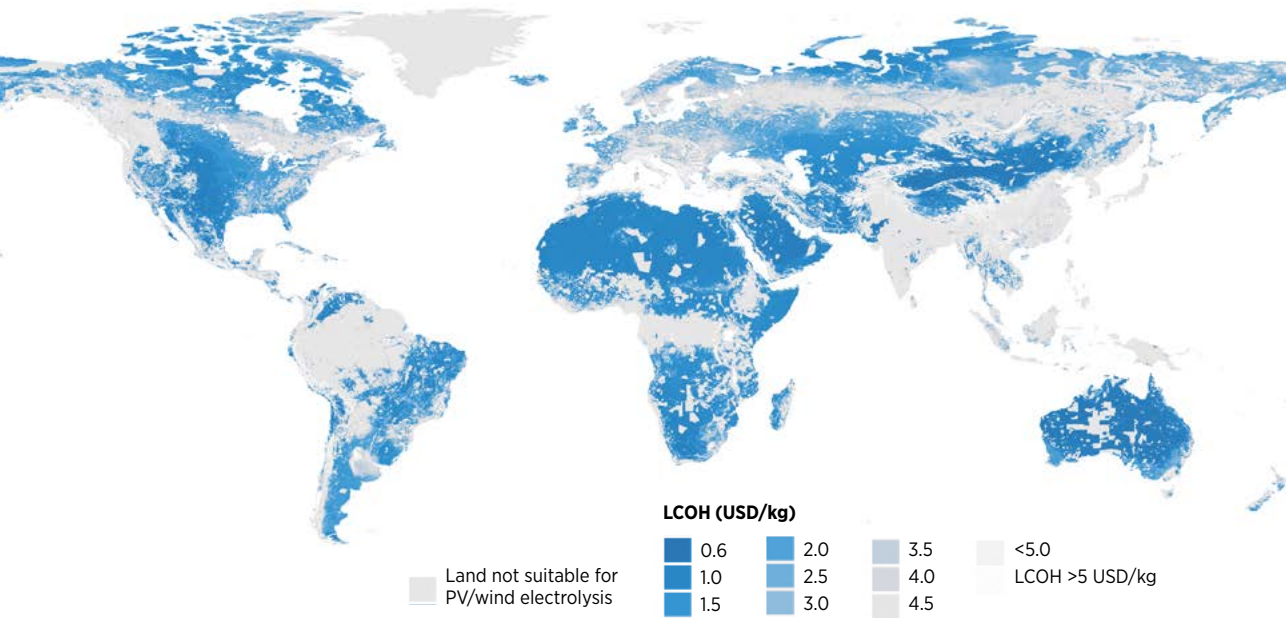 LCOH (USD/kg)
Land not suitable for
PV/wind electrolysis
0.6
1.0
1.5
2.0
2.5
3.0
3.5
4.0
4.5
<5.0
LCOH >5 USD/kg